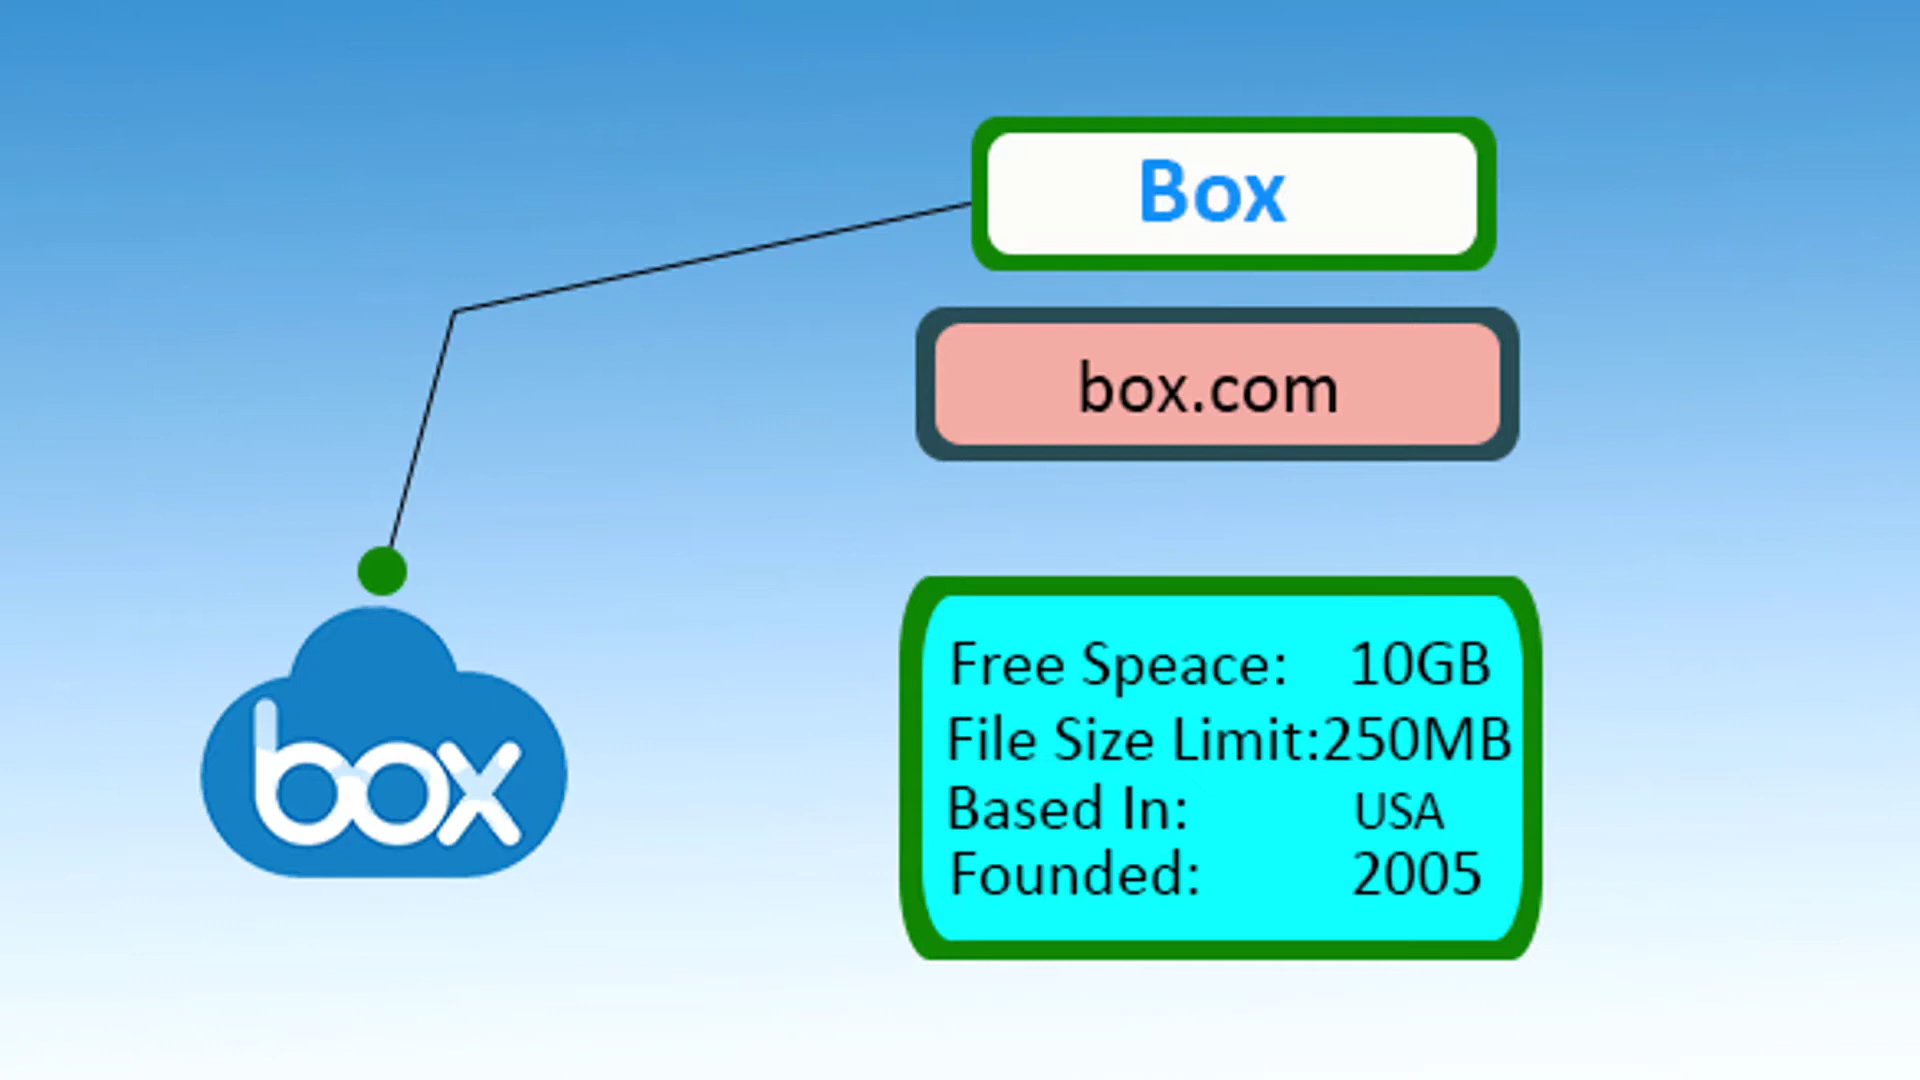 Box
box.com
box
Free Speace: 10GB
File Size Limit:250MB
Based In: USA
Founded: 2005